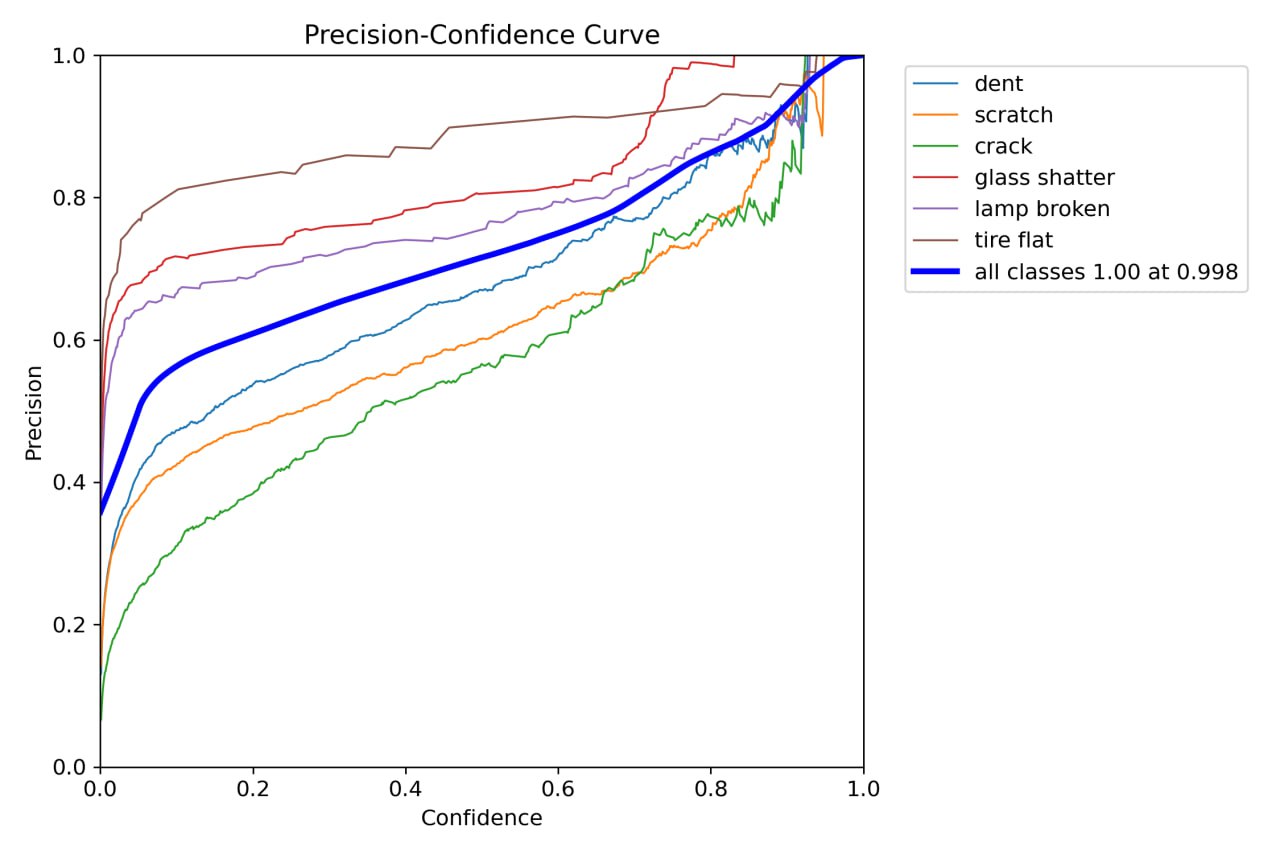 Precision-Confidence Curve
1.0
0.8
0.6
0.4
0.2
0.0
Precision
0.0 0.2 0.4 0.6 0.8 1.0
Confidence
dent
scratch
crack
glass shatter
lamp broken
tire flat
all classes 1.00 at 0.998